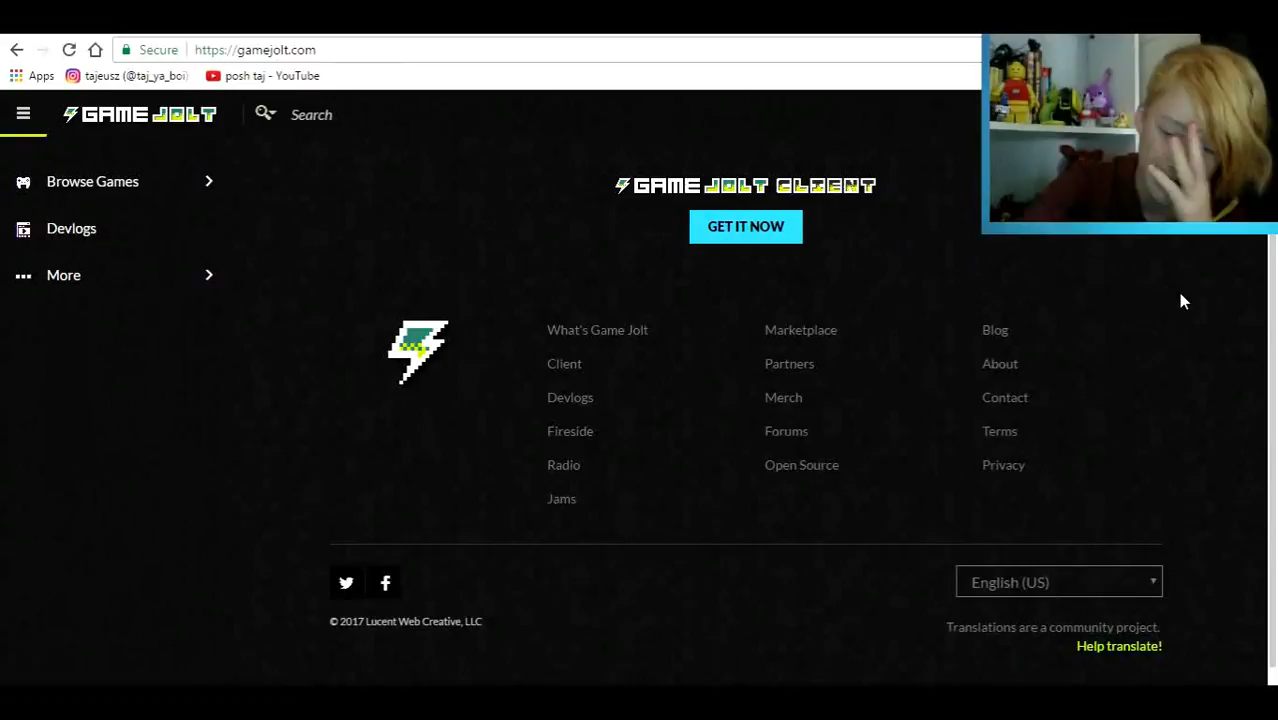 Secure https://gamejolt.com
Apps tajeusz (@taj_ya_boi) posh taj - YouTube
GAME JOLT Search
Browse Games
Devlogs
More
GAME JOLT CLIENT
GET IT NOW
What's Game Jolt
Client
Devlogs
Fireside
Radio
Jams
Marketplace
Partners
Merch
Forums
Open Source
Blog
About
Contact
Terms
Privacy
English (US)
© 2017 Lucent Web Creative, LLC
Translations are a community project.
Help translate!